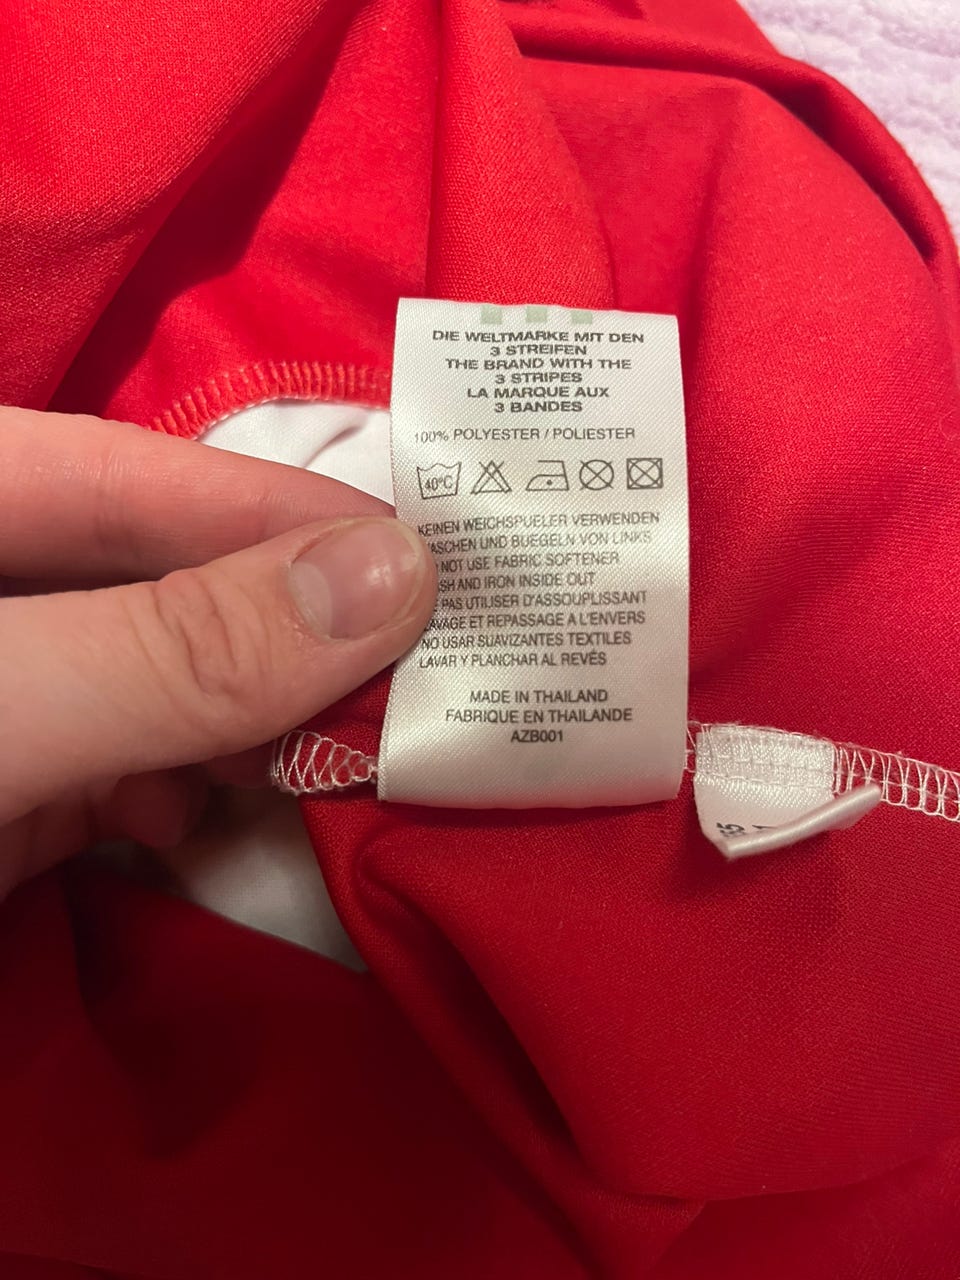 DIE WELTMARKE MIT DEN
3 STREIFEN
THE BRAND WITH THE
3 STRIPES
LA MARQUE AUX
3 BANDES
100% POLYESTER / POLIESTER
40°C
KEINEN WEICHSPUELER VERWENDEN
UND BUEGELN VON LINKS
NOT USE FABRIC SOFTENER
AND IRON INSIDE OUT
PAS UTILISER D'ASSOUPLISSANT
ET REPASSAGE A L'ENVERS
NO USAR SUAVIZANTES TEXTILES
LAVAR Y PLANCHAR AL REVÉS
MADE IN THAILAND
FABRIQUE EN THAILANDE
AZB001